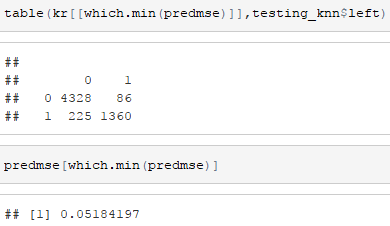 table(kr[[which.min(predmse)]],testing_knn$left)
##
##        0    1
##   0 4328   86
##   1  225 1360
predmse[which.min(predmse)]
## [1] 0.05184197